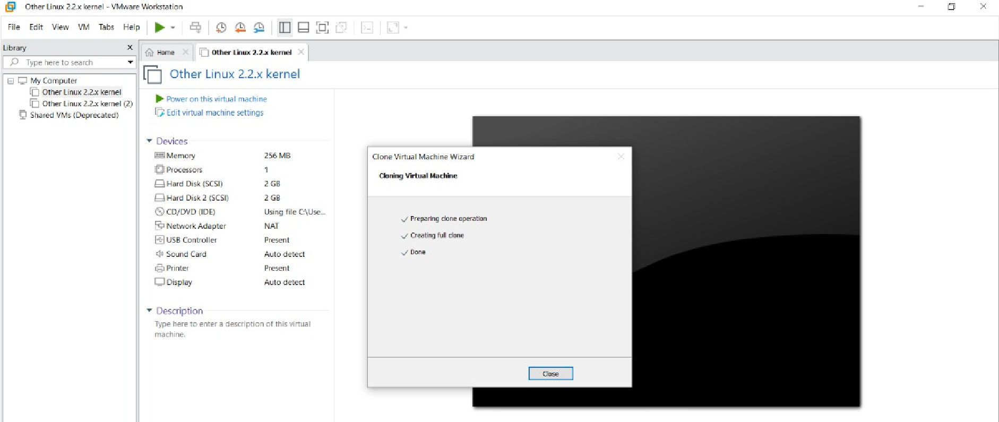 Other Linux 2.2.x kernel - VMware Workstation
File Edit View VM Tabs Help
Library
Type here to search
My Computer
Other Linux 2.2.x kernel
Other Linux 2.2.x kernel (2)
Shared VMs (Deprecated)
Home
Other Linux 2.2.x kernel
Other Linux 2.2.x kernel
Power on this virtual machine
Edit virtual machine settings
Devices
Memory 256 MB
Processors 1
Hard Disk (SCSI) 2 GB
Hard Disk 2 (SCSI) 2 GB
CD/DVD (IDE) Using file C:\Use...
Network Adapter NAT
USB Controller Present
Sound Card Auto detect
Printer Present
Display Auto detect
Description
Type here to enter a description of this virtual
machine.
Clone Virtual Machine Wizard
Cloning Virtual Machine
Preparing clone operation
Creating full clone
Done
Close